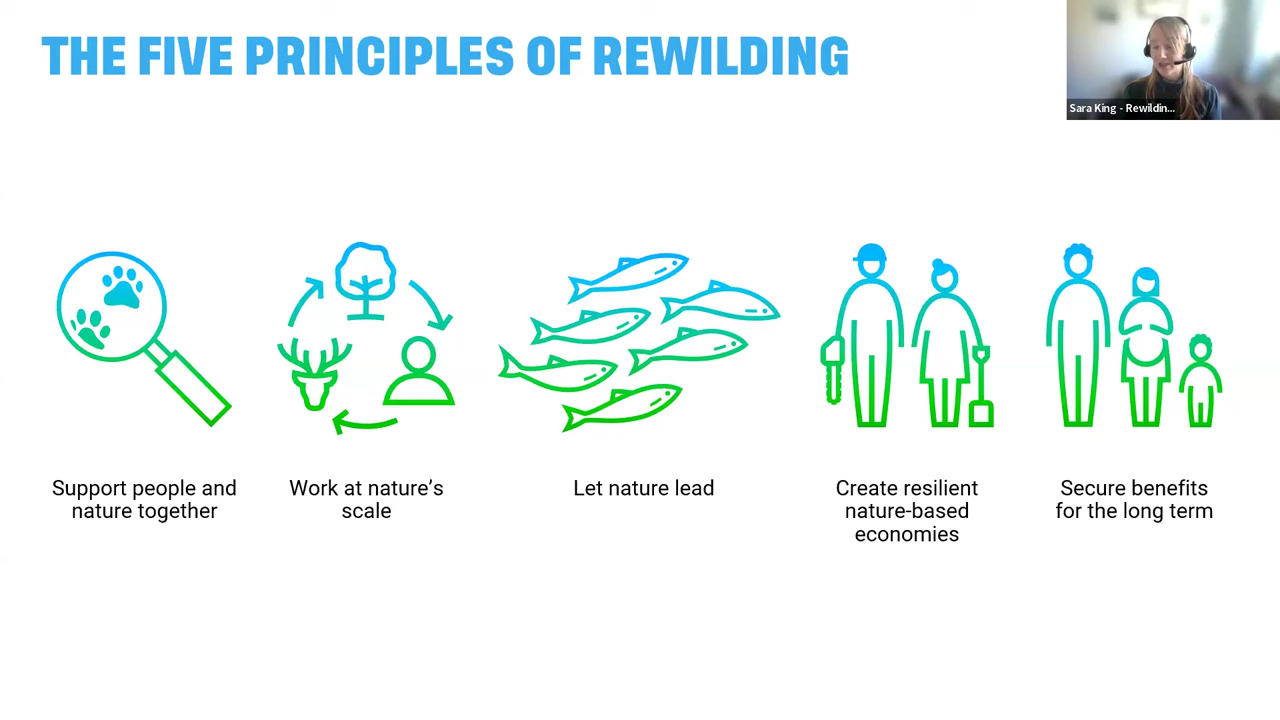 THE FIVE PRINCIPLES OF REWILDING
Sara King - Rewildin...
Support people and
nature together
Work at nature’s
scale
Let nature lead
Create resilient
nature-based
economies
Secure benefits
for the long term